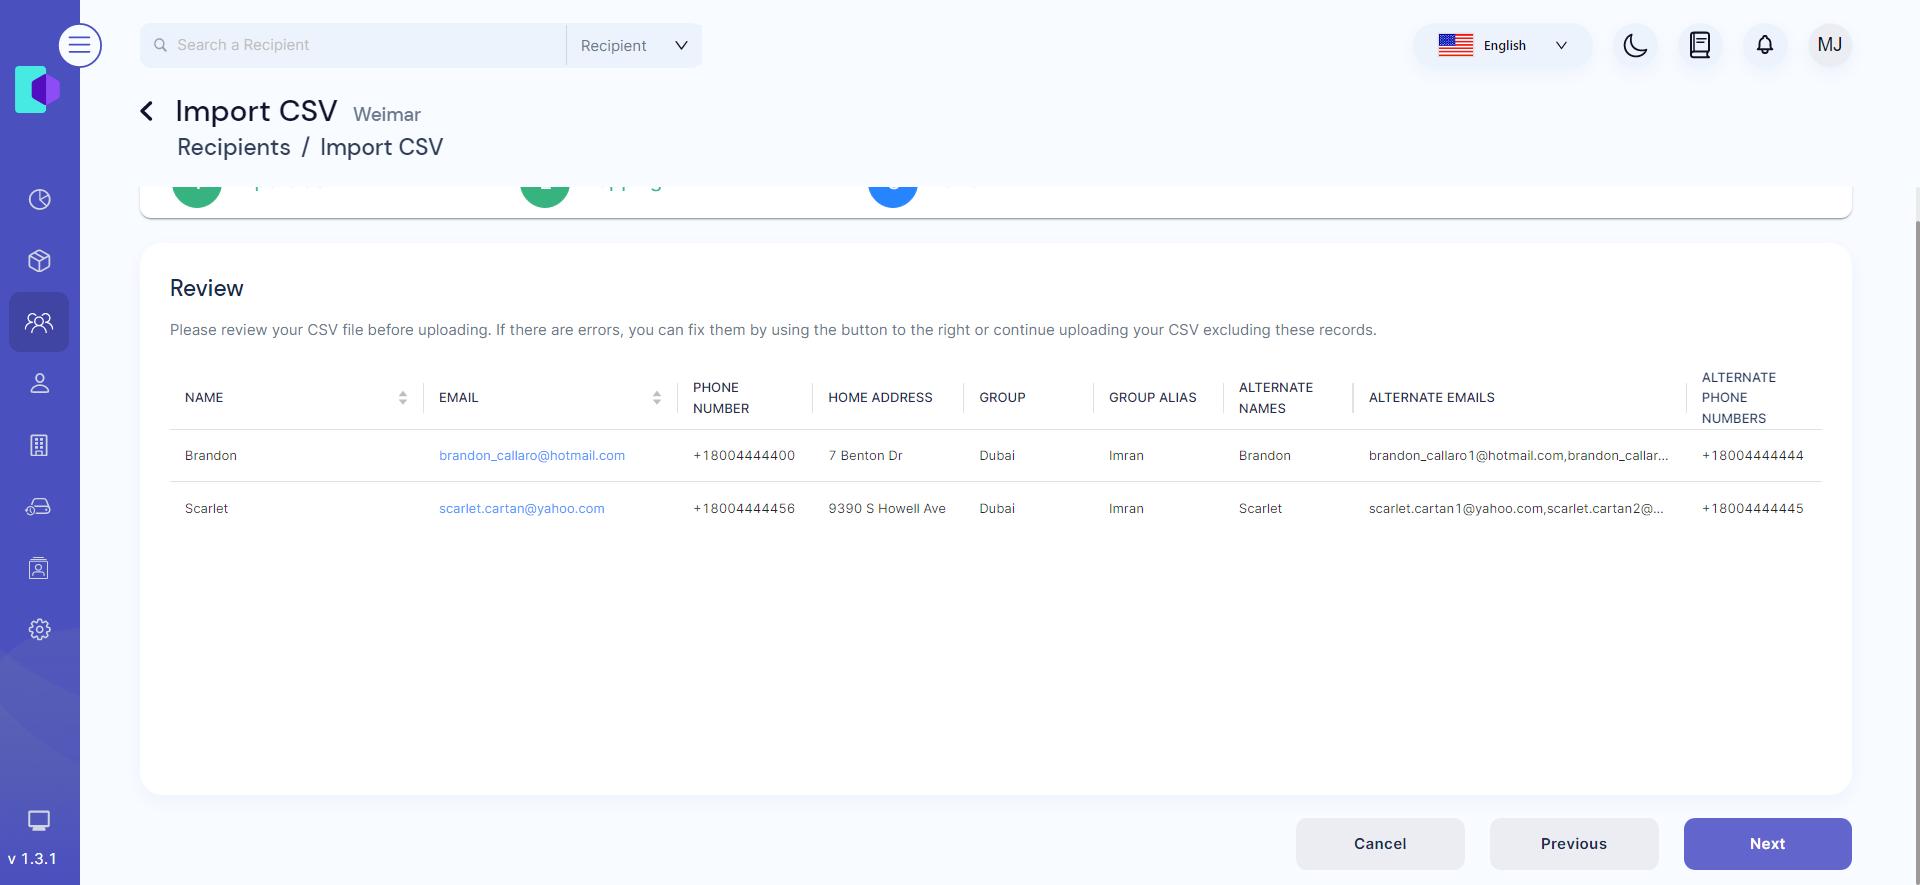 Search a Recipient
Recipient
English
MJ
Import CSV Weimar
Recipients / Import CSV
Review
Please review your CSV file before uploading. If there are errors, you can fix them by using the button to the right or continue uploading your CSV excluding these records.
NAME EMAIL PHONE NUMBER HOME ADDRESS GROUP GROUP ALIAS ALTERNATE NAMES ALTERNATE EMAILS ALTERNATE PHONE NUMBERS
Brandon brandon_callaro@hotmail.com +18004444400 7 Benton Dr Dubai Imran Brandon brandon_callaro1@hotmail.com,brandon_callar... +18004444444
Scarlet scarlet.cartan@yahoo.com +18004444456 9390 S Howell Ave Dubai Imran Scarlet scarlet.cartan1@yahoo.com,scarlet.cartan2@... +18004444445
Cancel
Previous
Next
v 1.3.1